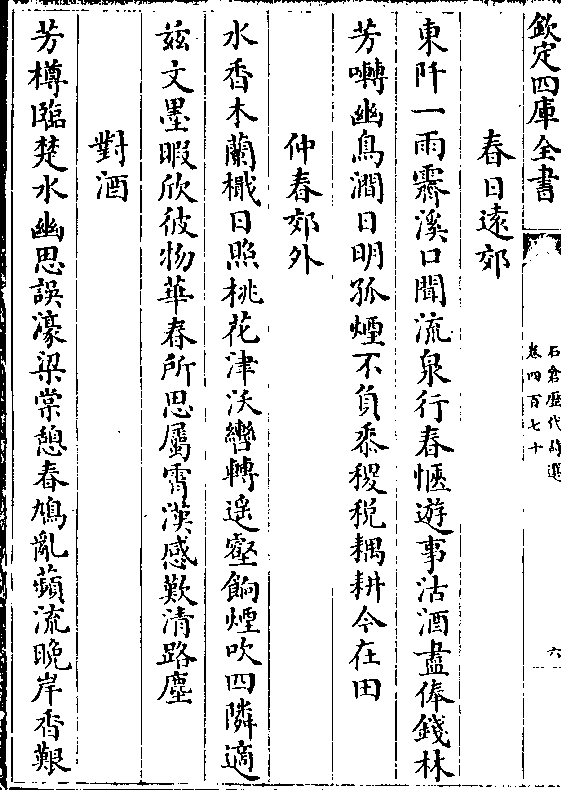 欽定四庫全書
石倉歷代詩選
卷四百七十
六
春日遠郊
東阡一雨霽溪口聞流泉行春愜遊事沽酒盡俸錢林
芳囀幽鳥澗日明孤煙不負黍稷税耦耕今在田
仲春郊外
水香木蘭檝日照桃花津沃轡轉遥壑餉煙吹四隣適
兹文墨暇欣彼物華春所思屬霄漢感歎清路塵
對酒
芳樽臨楚水幽思誤濠梁棠憩春鳩亂蘋流晚岸香艱